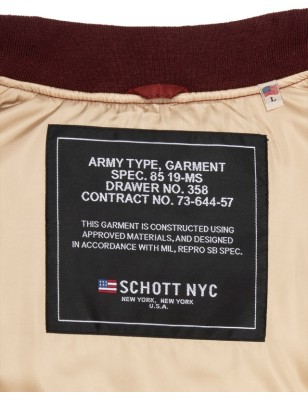 L
ARMY TYPE, GARMENT
SPEC. 85 19-MS
DRAWER NO. 358
CONTRACT NO. 73-644-57
THIS GARMENT IS CONSTRUCTED USING
APPROVED MATERIALS, AND DESIGNED
IN ACCORDANCE WITH MIL, REPRO SB SPEC.
SCHOTT NYC
NEW YORK, NEW YORK
U.S.A.